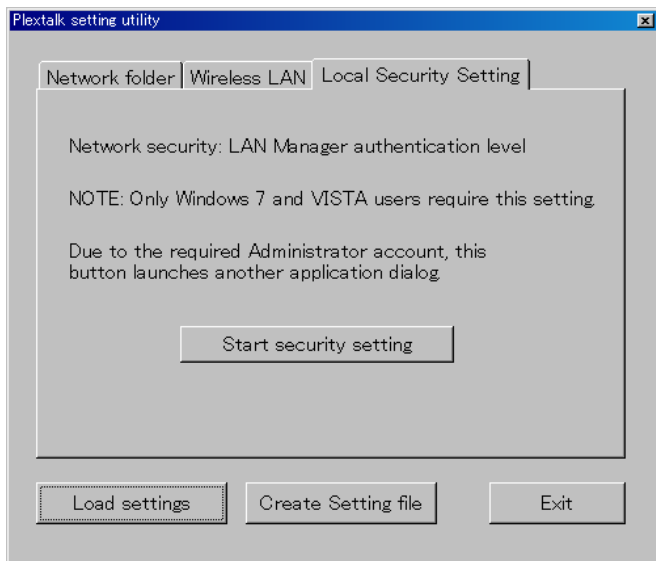 Plextalk setting utility
Network folder Wireless LAN Local Security Setting
Network security: LAN Manager authentication level
NOTE: Only Windows 7 and VISTA users require this setting.
Due to the required Administrator account, this
button launches another application dialog.
Start security setting
Load settings Create Setting file Exit